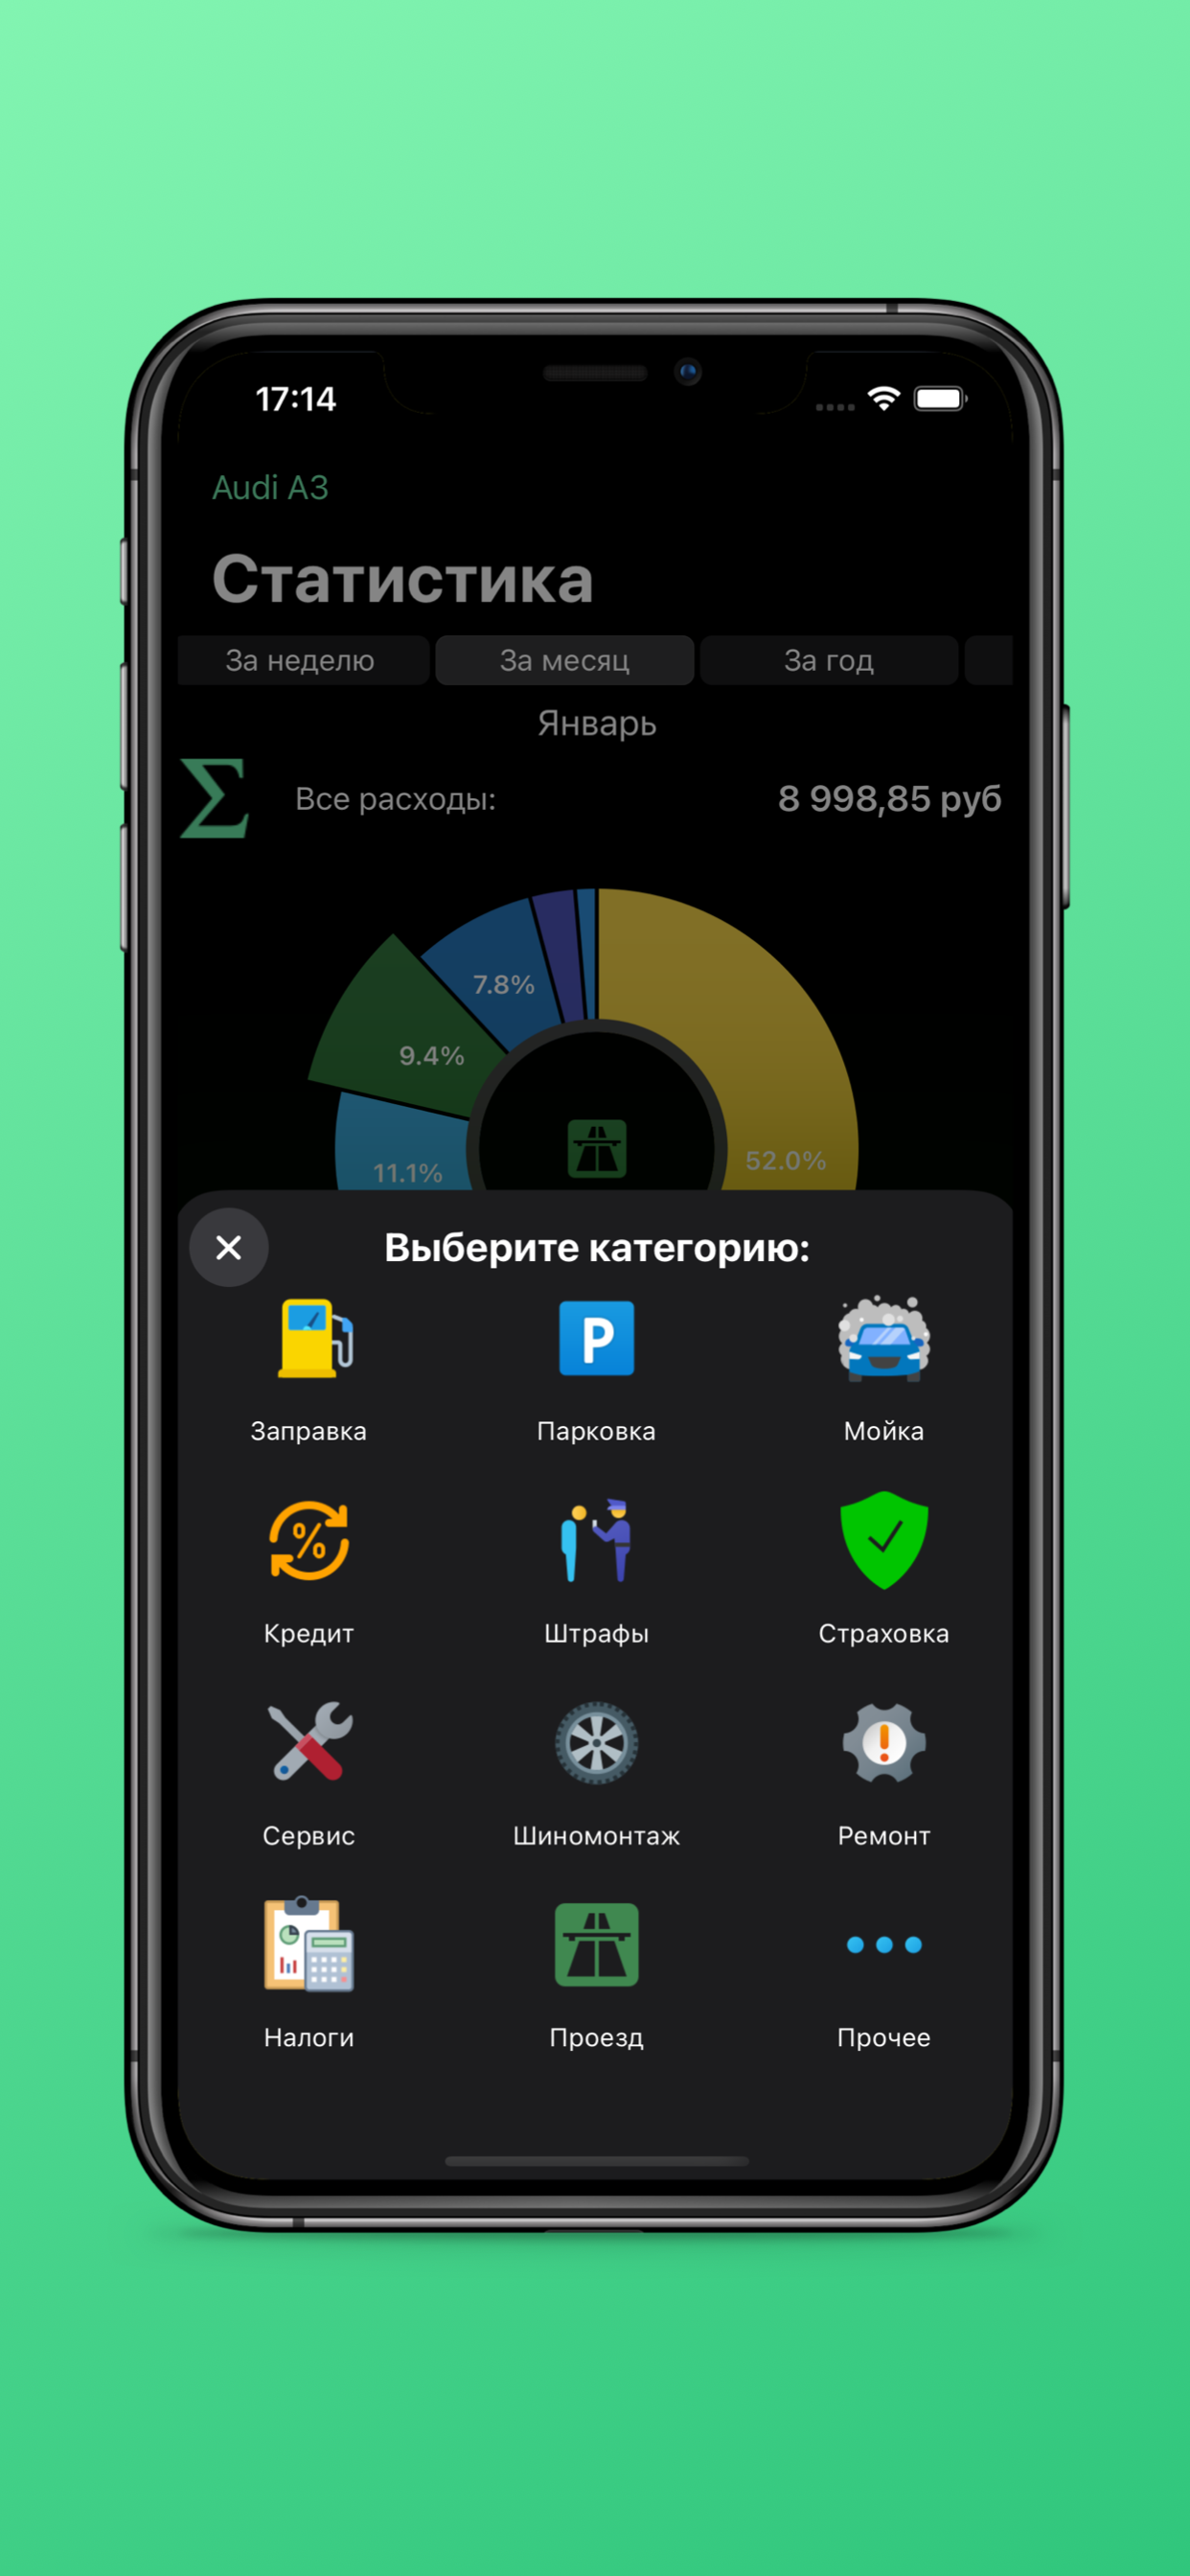 17:14
Audi A3
Статистика
За неделю За месяц За год
Январь
Σ Все расходы: 8 998,85 руб
7.8%
9.4%
52.0%
11.1%
Выберите категорию:
P
Заправка Парковка Мойка
%
Кредит Штрафы Страховка
Сервис Шиномонтаж Ремонт
Налоги Проезд Прочее